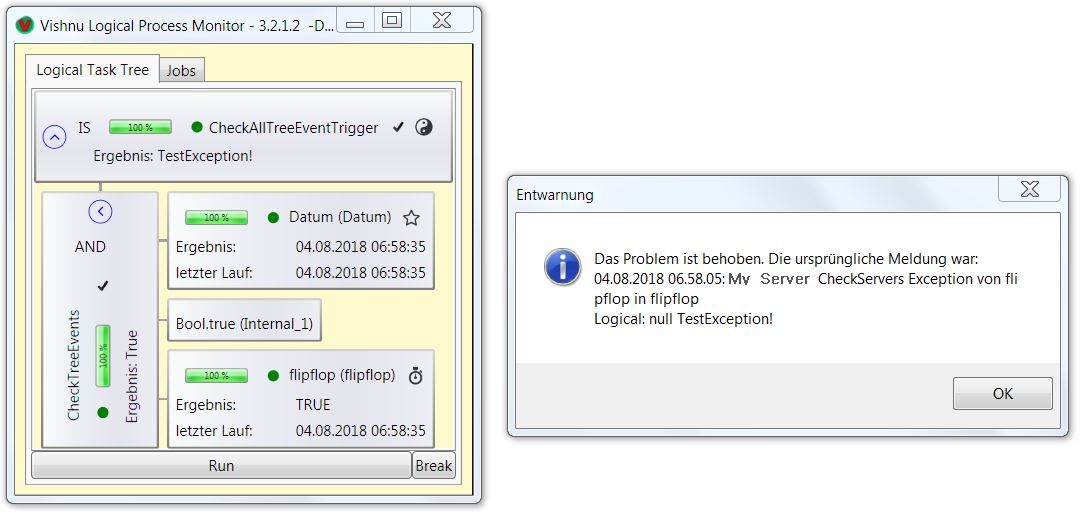 Vishnu Logical Process Monitor - 3.2.1.2 -D...
Logical Task Tree Jobs
IS 100 % CheckAllTreeEventTrigger
Ergebnis: TestException!
AND
CheckTreeEvents
100 %
Ergebnis: True
100 % Datum (Datum)
Ergebnis: 04.08.2018 06:58:35
letzter Lauf: 04.08.2018 06:58:35
Bool.true (Internal_1)
100 % flipflop (flipflop)
Ergebnis: TRUE
letzter Lauf: 04.08.2018 06:58:35
Run Break
Entwarnung
Das Problem ist behoben. Die ursprüngliche Meldung war:
04.08.2018 06.58.05: My Server CheckServers Exception von fli
pflop in flipflop
Logical: null TestException!
OK